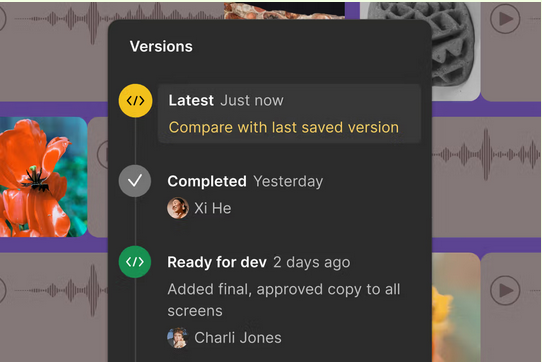 Versions
</> Latest Just now
Compare with last saved version
Completed Yesterday
Xi He
</> Ready for dev 2 days ago
Added final, approved copy to all
screens
Charli Jones